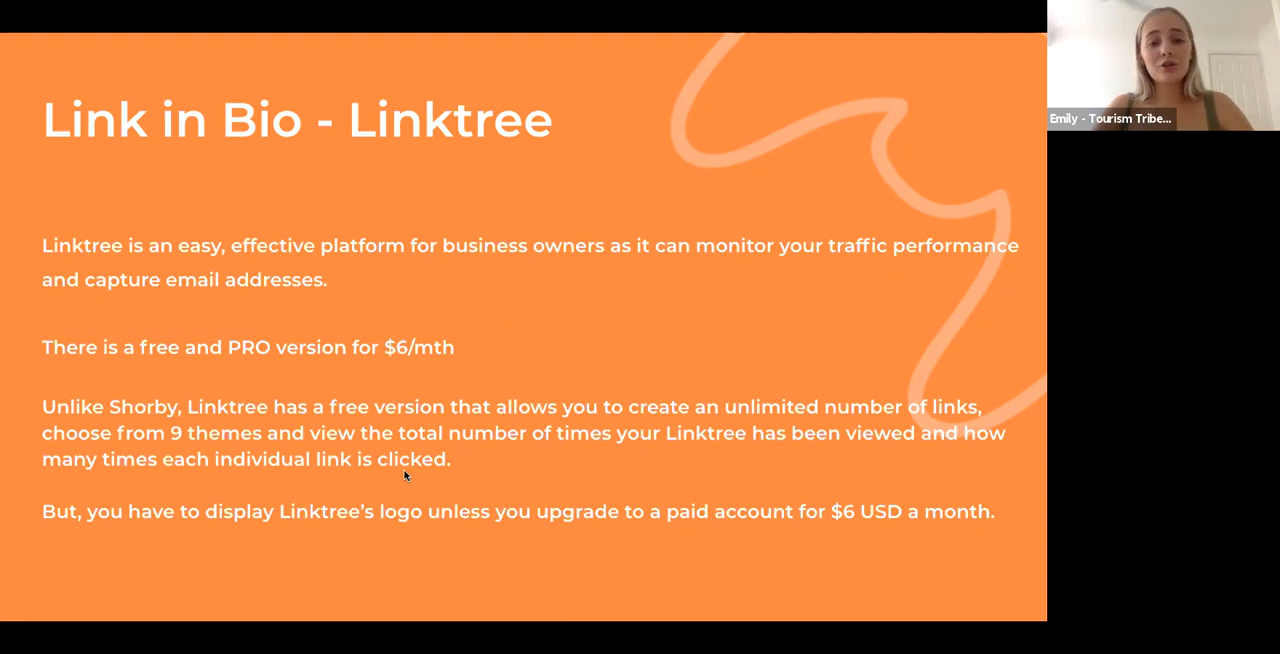 Link in Bio - Linktree
Linktree is an easy, effective platform for business owners as it can monitor your traffic performance
and capture email addresses.
There is a free and PRO version for $6/mth
Unlike Shorby, Linktree has a free version that allows you to create an unlimited number of links,
choose from 9 themes and view the total number of times your Linktree has been viewed and how
many times each individual link is clicked.
But, you have to display Linktree’s logo unless you upgrade to a paid account for $6 USD a month.
Emily - Tourism Tribe...